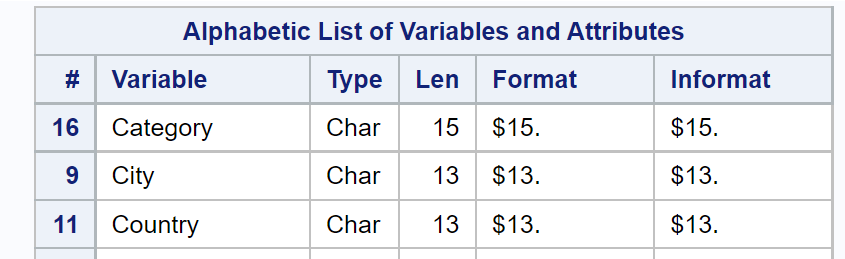 Alphabetic List of Variables and Attributes
# Variable Type Len Format Informat
16 Category Char 15 $15. $15.
9 City Char 13 $13. $13.
11 Country Char 13 $13. $13.